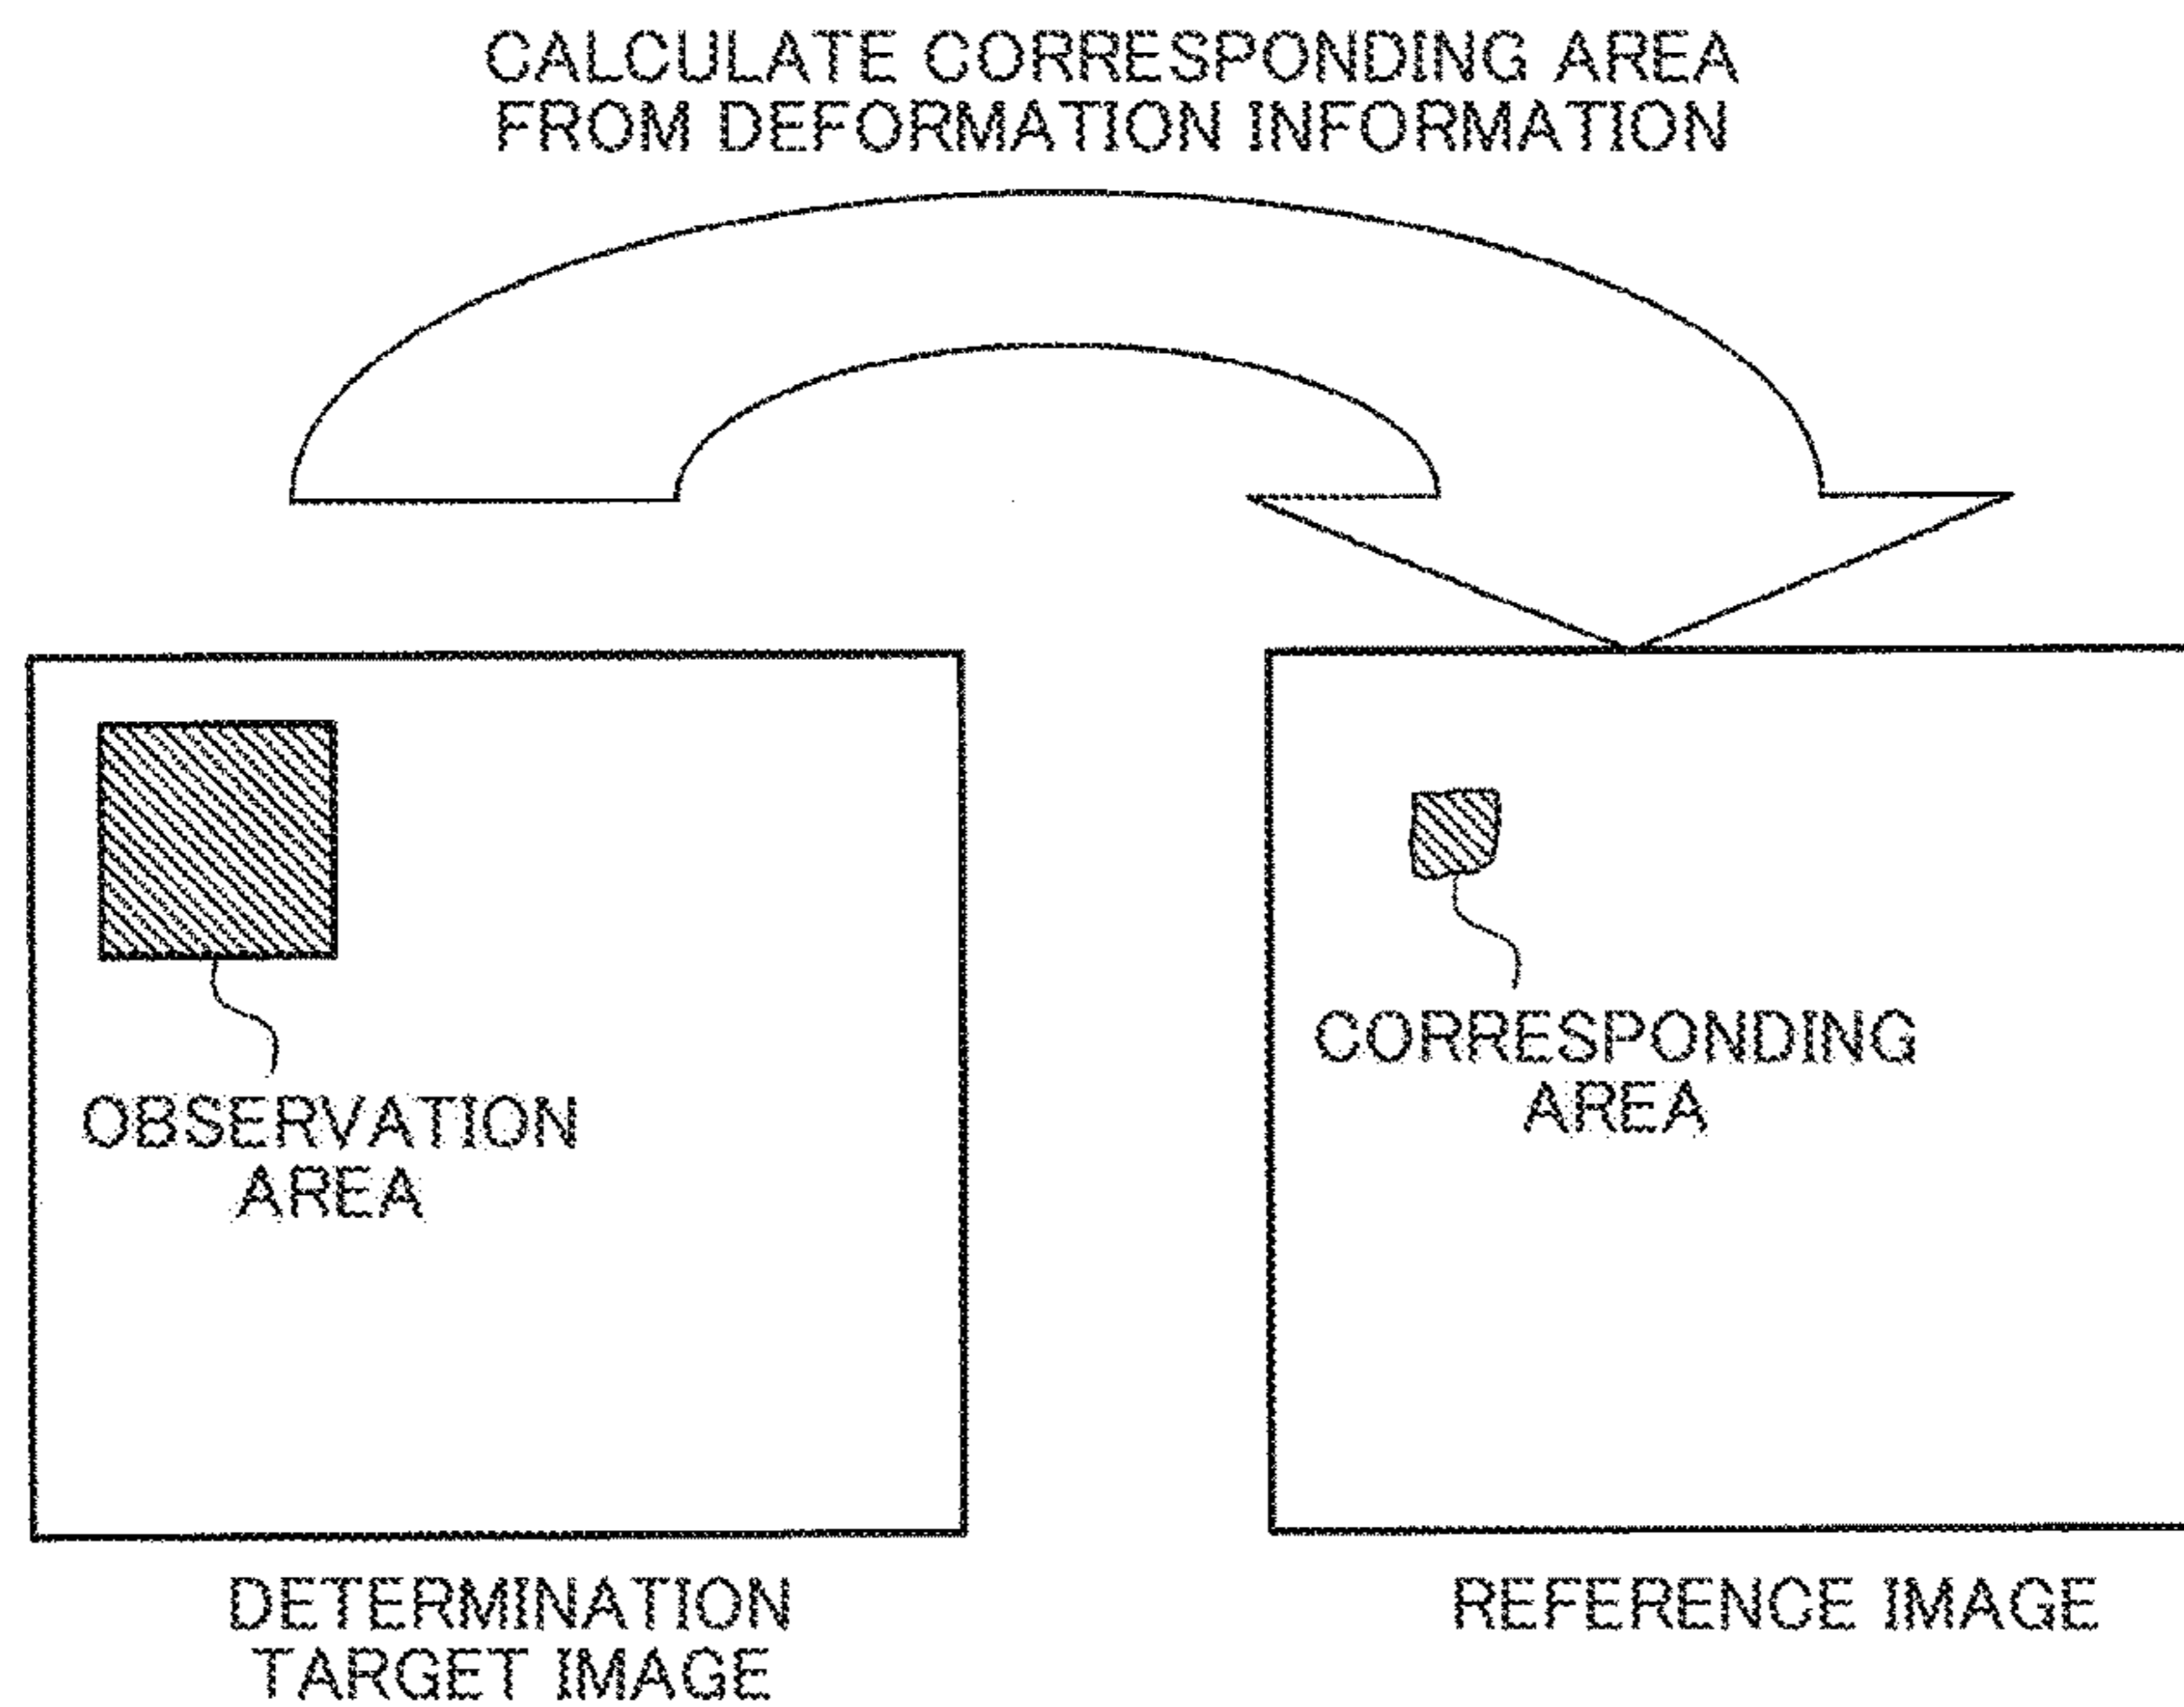 CALCULATE CORRESPONDING AREA
FROM DEFORMATION INFORMATION
OBSERVATION
AREA
CORRESPONDING
AREA
DETERMINATION
TARGET IMAGE
REFERENCE IMAGE